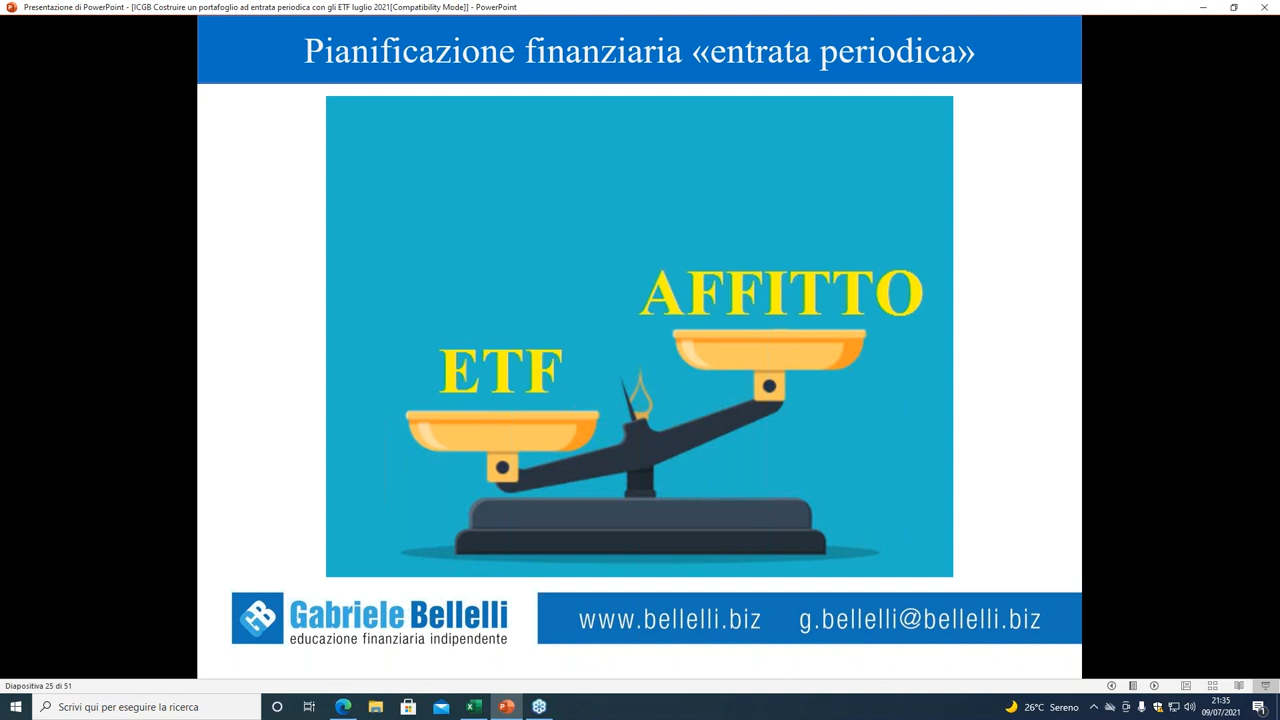 Presentazione di PowerPoint - [ICGB Costruire un portafoglio ad entrata periodica con gli ETF luglio 2021[Compatibility Mode]] - PowerPoint
Pianificazione finanziaria «entrata periodica»
AFFITTO
ETF
Gabriele Bellelli
educazione finanziaria indipendente
www.bellelli.biz g.bellelli@bellelli.biz
Diapositiva 25 di 51
Scrivi qui per eseguire la ricerca
26°C Sereno
21:35
09/07/2021